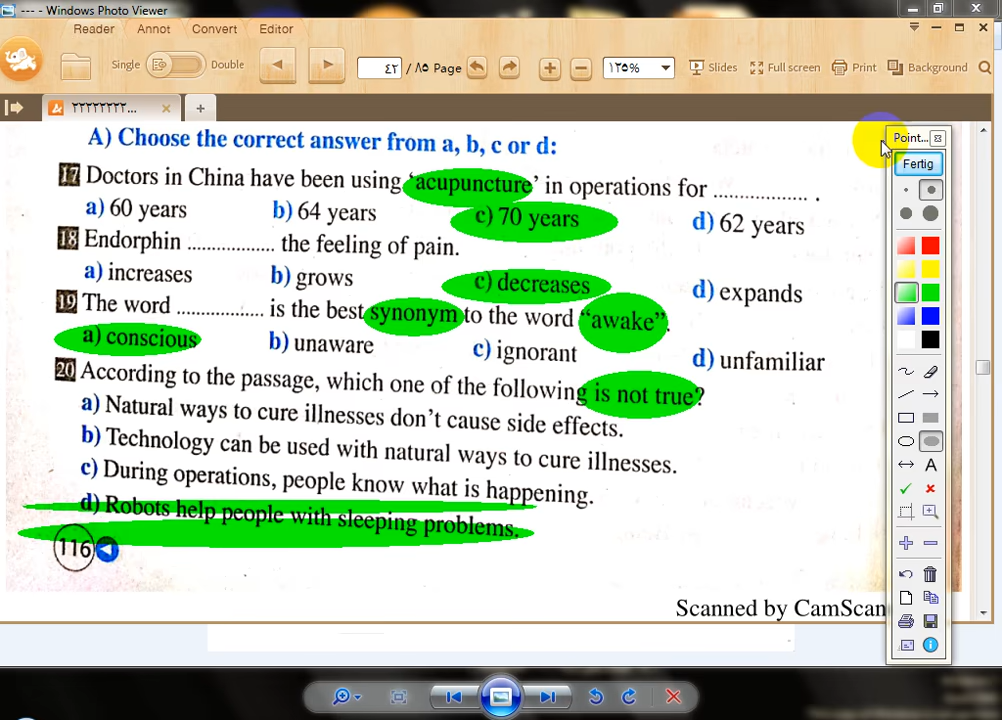 --- - Windows Photo Viewer
Reader Annot Convert Editor
Single Double ٤٢ / ٨٥ Page ١٢٥% Slides Full screen Print Background
٢٢٢٢٢٢٢٢...
Point...
Fertig
A) Choose the correct answer from a, b, c or d:
17 Doctors in China have been using ‘acupuncture’ in operations for .................. .
a) 60 years b) 64 years c) 70 years d) 62 years
18 Endorphin ................. the feeling of pain.
a) increases b) grows c) decreases d) expands
19 The word ................. is the best synonym to the word “awake”.
a) conscious b) unaware c) ignorant d) unfamiliar
20 According to the passage, which one of the following is not true?
a) Natural ways to cure illnesses don’t cause side effects.
b) Technology can be used with natural ways to cure illnesses.
c) During operations, people know what is happening.
d) Robots help people with sleeping problems.
116
Scanned by CamScan
A